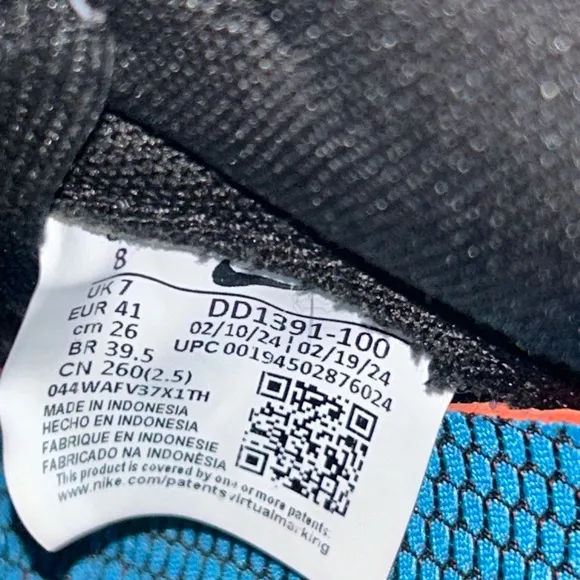 8
UK 7
EUR 41
cm 26
BR 39.5
CN 260(2.5)
044WAFV37X1TH
DD1391-100
02/10/24 | 02/19/24
UPC 00194502876024
MADE IN INDONESIA
HECHO EN INDONESIA
FABRIQUE EN INDONESIE
FABRICADO NA INDONÉSIA
This product is covered by one or more patents:
www.nike.com/patents virtualmarking